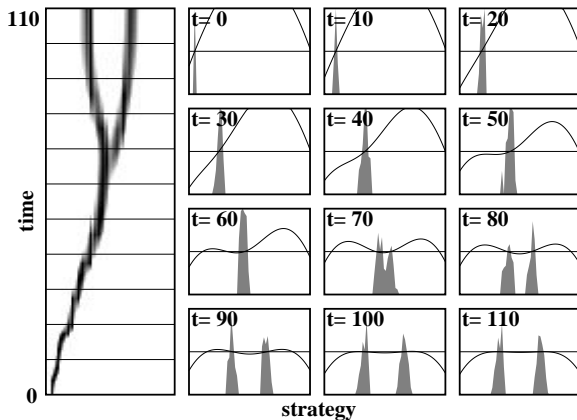 110
time
0
t= 0
t= 10
t= 20
t= 30
t= 40
t= 50
t= 60
t= 70
t= 80
t= 90
t= 100
t= 110
strategy